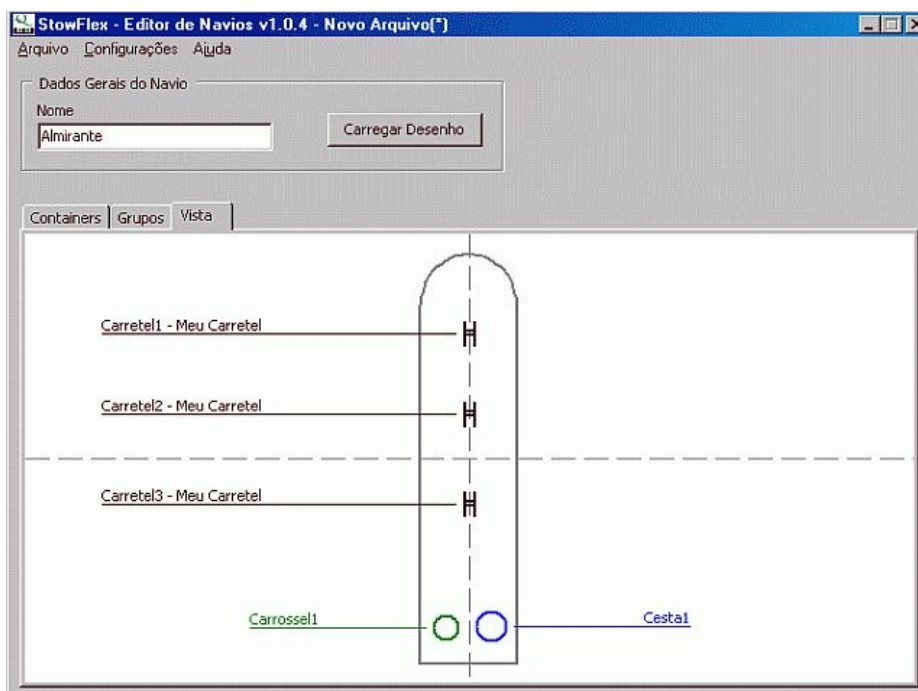 StowFlex - Editor de Navios v1.0.4 - Novo Arquivo(*)
Arquivo Configurações Ajuda
Dados Gerais do Navio
Nome
Almirante
Carregar Desenho
Containers Grupos Vista
Carretel1 - Meu Carretel
Carretel2 - Meu Carretel
Carretel3 - Meu Carretel
Carrossel1
Cesta1